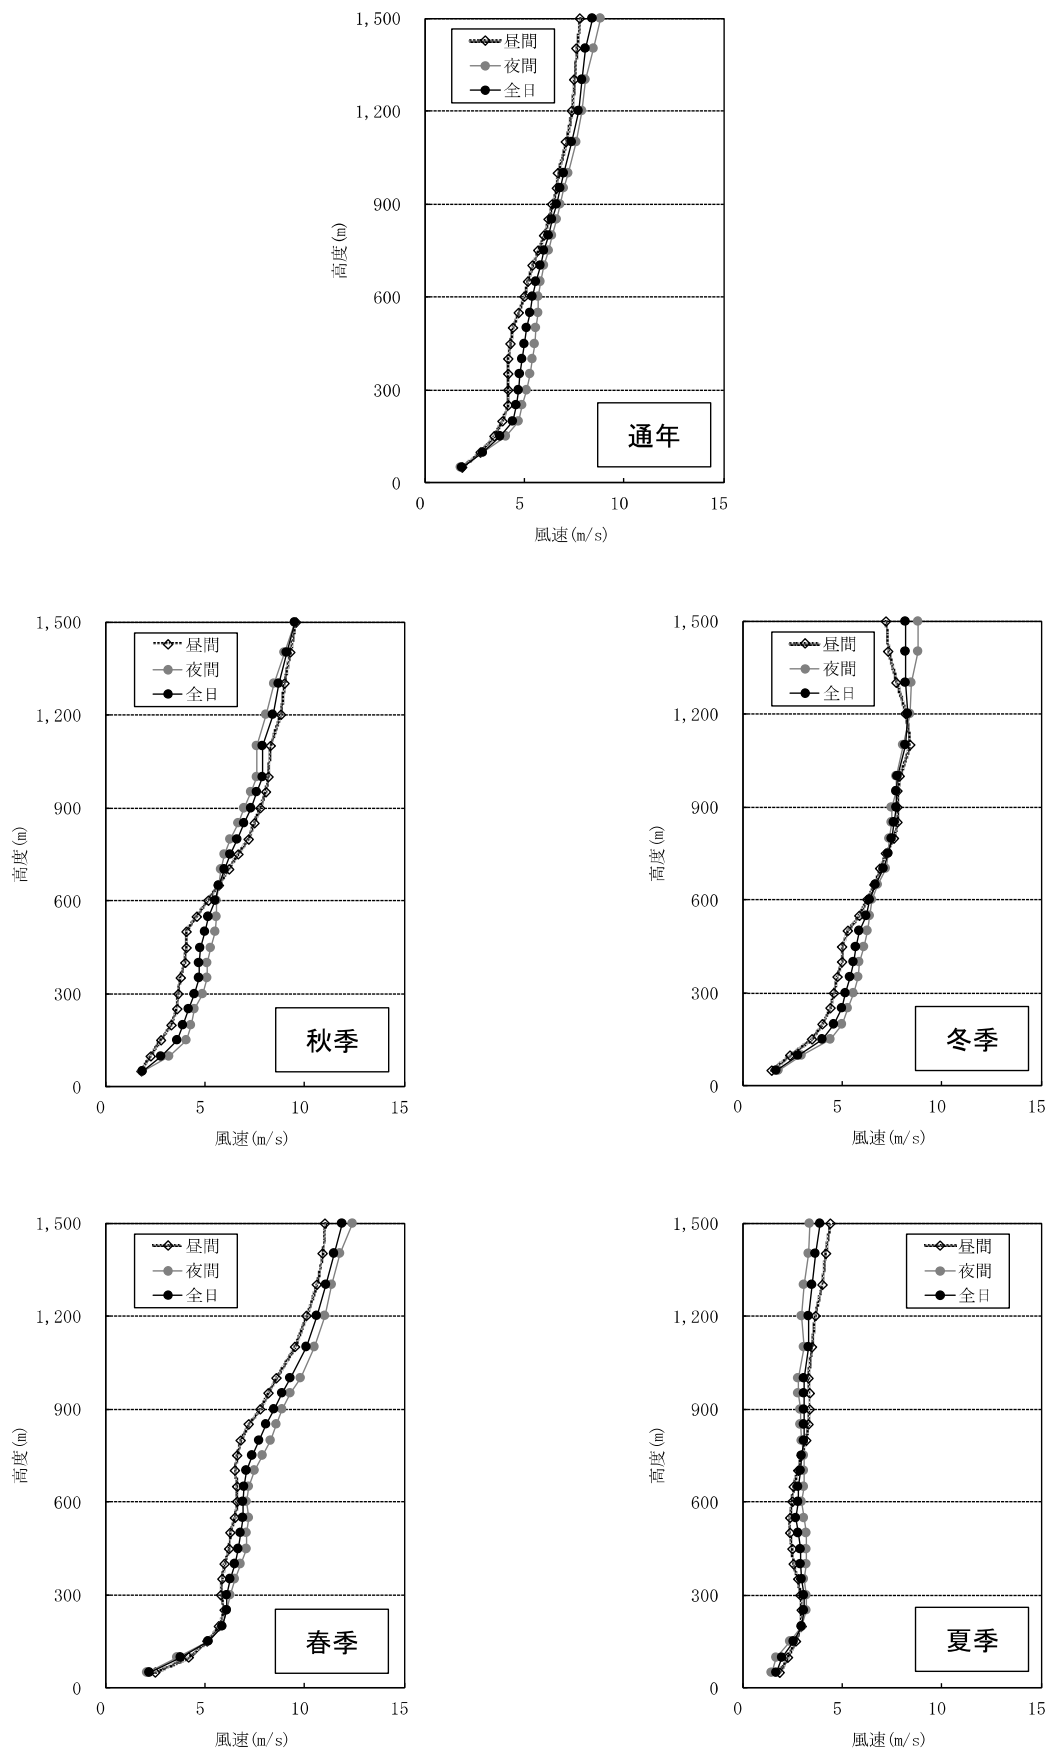 1,500
昼間
夜間
全日
1,200
900
高度(m)
600
300
通年
0
0 5 10 15
風速(m/s)
1,500
昼間
夜間
全日
1,200
900
高度(m)
600
300
秋季
0
0 5 10 15
風速(m/s)
1,500
昼間
夜間
全日
1,200
900
高度(m)
600
300
冬季
0
0 5 10 15
風速(m/s)
1,500
昼間
夜間
全日
1,200
900
高度(m)
600
300
春季
0
0 5 10 15
風速(m/s)
1,500
昼間
夜間
全日
1,200
900
高度(m)
600
300
夏季
0
0 5 10 15
風速(m/s)